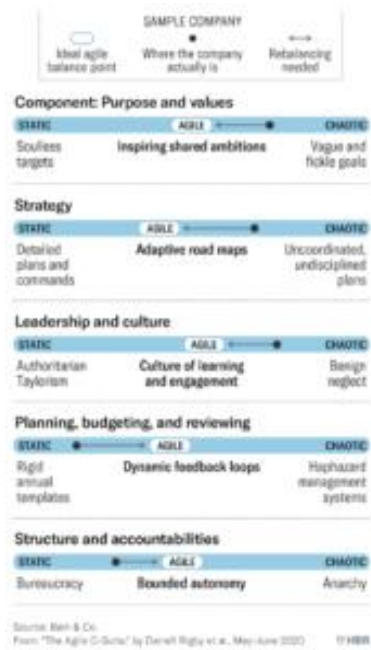 SAMPLE COMPANY
Ideal agile
balance point
Where the company
actually is
Rebalancing
needed
Component: Purpose and values
STATIC AGILE CHAOTIC
Soulless
targets
Inspiring shared ambitions
Vague and
fickle goals
Strategy
STATIC AGILE CHAOTIC
Detailed
plans and
commands
Adaptive road maps
Uncoordinated,
undisciplined
plans
Leadership and culture
STATIC AGILE CHAOTIC
Authoritarian
Taylorism
Culture of learning
and engagement
Benign
neglect
Planning, budgeting, and reviewing
STATIC AGILE CHAOTIC
Rigid
annual
templates
Dynamic feedback loops
Haphazard
management
systems
Structure and accountabilities
STATIC AGILE CHAOTIC
Bureaucracy
Bounded autonomy
Anarchy
Source: Bain & Co.
From "The Agile C-Suite," by Darrell Rigby et al., May–June 2020
HBR